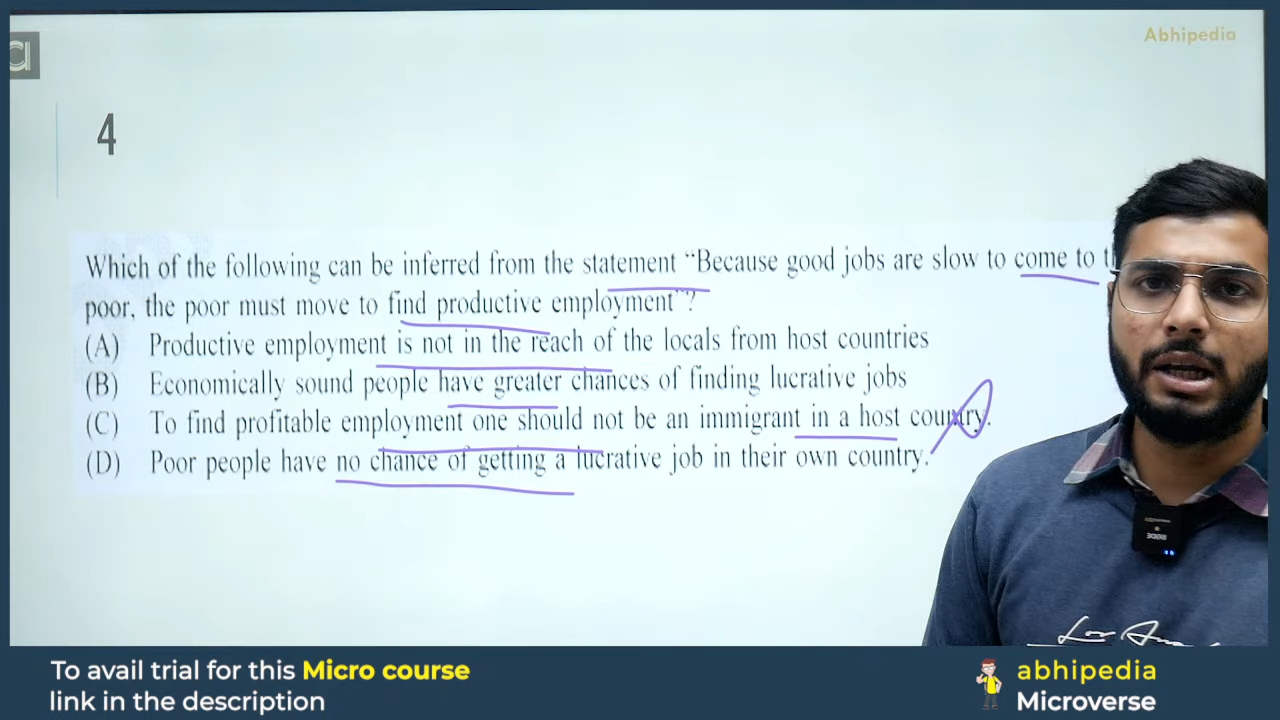 Abhipedia
a
4
Which of the following can be inferred from the statement “Because good jobs are slow to come to
poor, the poor must move to find productive employment”?
(A) Productive employment is not in the reach of the locals from host countries
(B) Economically sound people have greater chances of finding lucrative jobs
(C) To find profitable employment one should not be an immigrant in a host country.
(D) Poor people have no chance of getting a lucrative job in their own country.
To avail trial for this Micro course
link in the description
abhipedia
Microverse